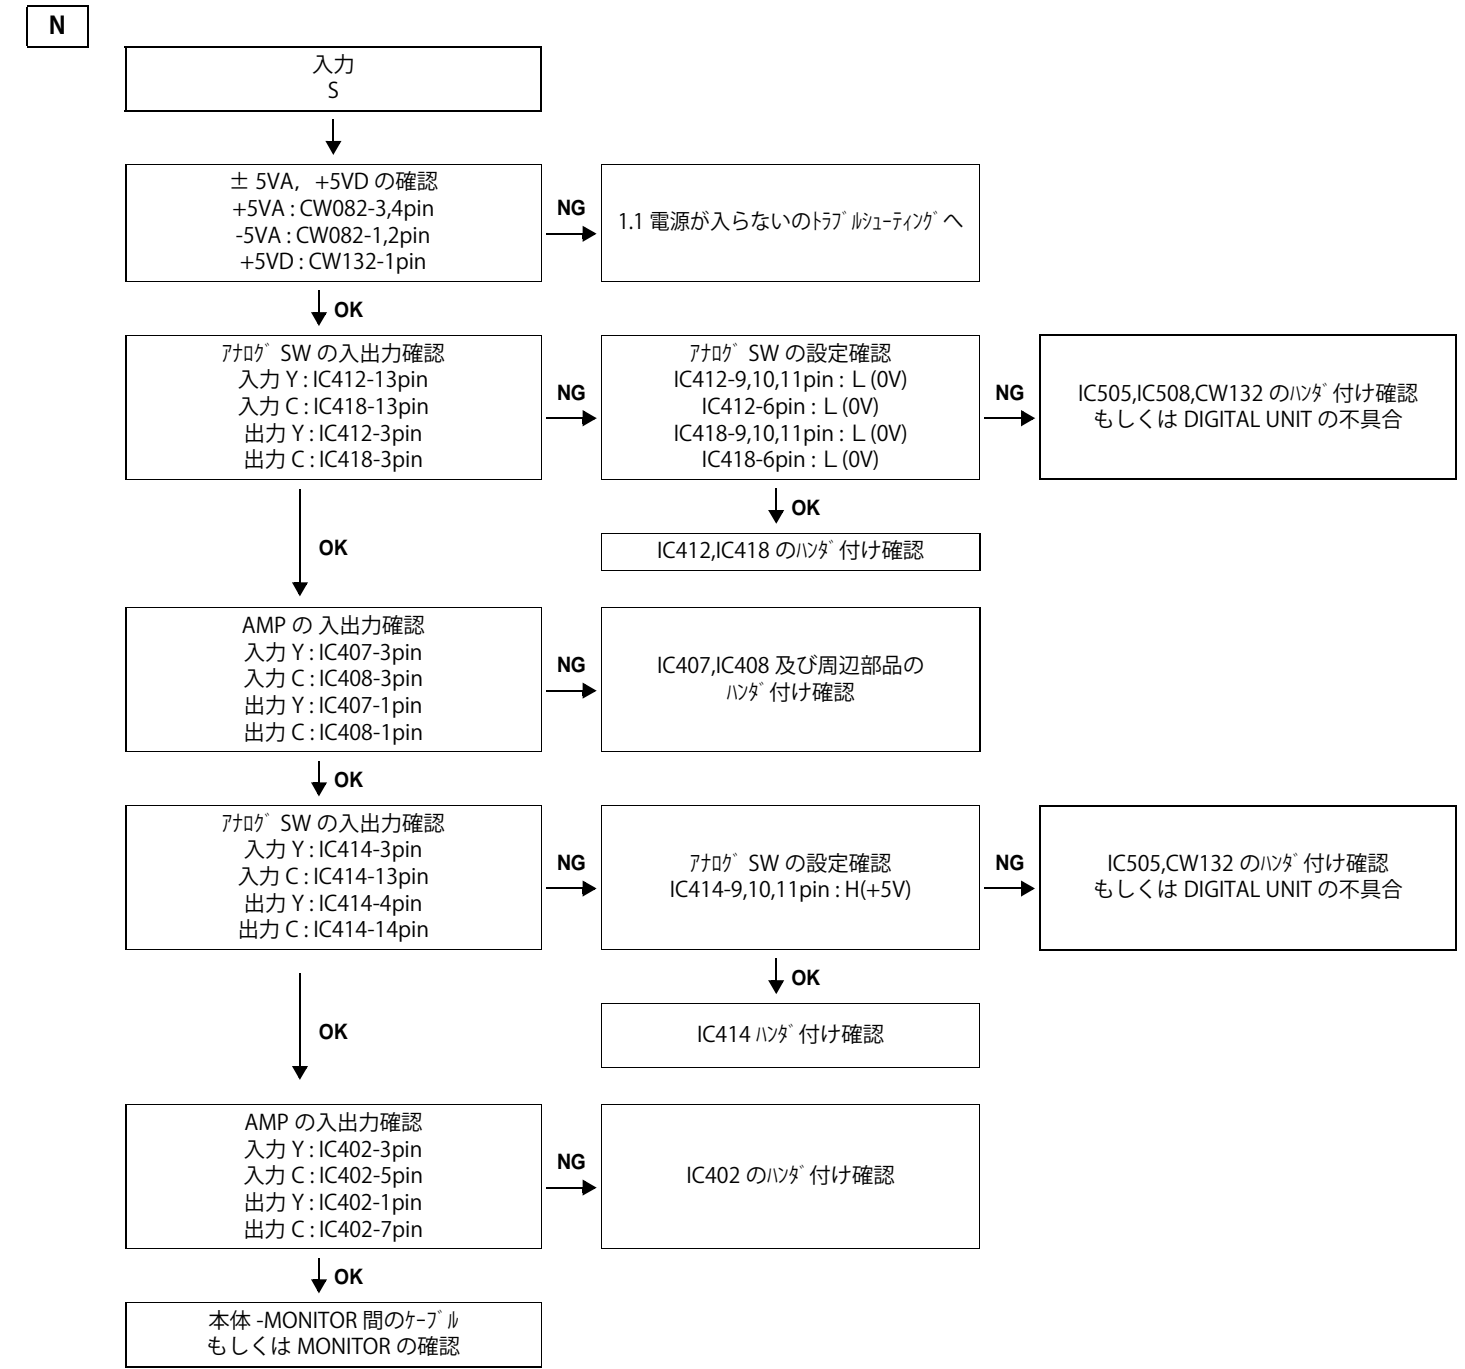 N
入力
S
± 5VA, +5VD の確認
+5VA : CW082-3,4pin
-5VA : CW082-1,2pin
+5VD : CW132-1pin
NG
1.1 電源が入らないのﾄﾗﾌﾞﾙｼｭｰﾃｨﾝｸﾞへ
OK
ｱﾅﾛｸﾞ SW の入出力確認
入力 Y : IC412-13pin
入力 C : IC418-13pin
出力 Y : IC412-3pin
出力 C : IC418-3pin
NG
ｱﾅﾛｸﾞ SW の設定確認
IC412-9,10,11pin : L (0V)
IC412-6pin : L (0V)
IC418-9,10,11pin : L (0V)
IC418-6pin : L (0V)
NG
IC505,IC508,CW132 のﾊﾝﾀﾞ付け確認
もしくは DIGITAL UNIT の不具合
OK
IC412,IC418 のﾊﾝﾀﾞ付け確認
OK
AMP の 入出力確認
入力 Y : IC407-3pin
入力 C : IC408-3pin
出力 Y : IC407-1pin
出力 C : IC408-1pin
NG
IC407,IC408 及び周辺部品の
ﾊﾝﾀﾞ付け確認
OK
ｱﾅﾛｸﾞ SW の入出力確認
入力 Y : IC414-3pin
入力 C : IC414-13pin
出力 Y : IC414-4pin
出力 C : IC414-14pin
NG
ｱﾅﾛｸﾞ SW の設定確認
IC414-9,10,11pin : H(+5V)
NG
IC505,CW132 のﾊﾝﾀﾞ付け確認
もしくは DIGITAL UNIT の不具合
OK
IC414 ﾊﾝﾀﾞ付け確認
OK
AMP の入出力確認
入力 Y : IC402-3pin
入力 C : IC402-5pin
出力 Y : IC402-1pin
出力 C : IC402-7pin
NG
IC402 のﾊﾝﾀﾞ付け確認
OK
本体 -MONITOR 間のｹｰﾌﾞﾙ
もしくは MONITOR の確認